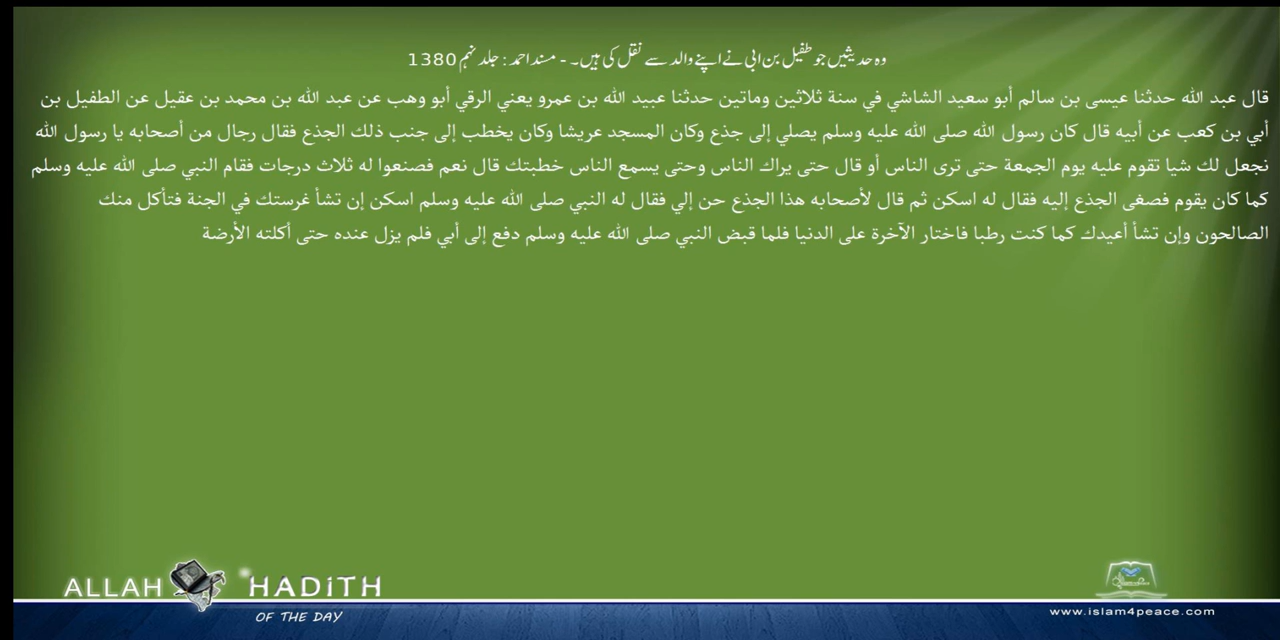 وہ حدیثیں جو طفیل بن ابی نے اپنے والد سے نقل کی ہیں۔ - مسند احمد : جلد نہم 1380
قال عبد الله حدثنا عيسى بن سالم أبو سعيد الشاشي في سنة ثلاثين وماتين حدثنا عبيد الله بن عمرو يعني الرقي أبو وهب عن عبد الله بن محمد بن عقيل عن الطفيل بن
أبي بن كعب عن أبيه قال كان رسول الله صلى الله عليه وسلم يصلي إلى جذع وكان المسجد عريشا وكان يخطب إلى جنب ذلك الجذع فقال رجال من أصحابه يا رسول الله
نجعل لك شيا تقوم عليه يوم الجمعة حتى ترى الناس أو قال حتى يراك الناس وحتى يسمع الناس خطبتك قال نعم فصنعوا له ثلاث درجات فقام النبي صلى الله عليه وسلم
كما كان يقوم فصغى الجذع إليه فقال له اسكن ثم قال لأصحابه هذا الجذع حن إلي فقال له النبي صلى الله عليه وسلم اسكن إن تشأ غرستك في الجنة فتأكل منك
الصالحون وإن تشأ أعيدك كما كنت رطبا فاختار الآخرة على الدنيا فلما قبض النبي صلى الله عليه وسلم دفع إلى أبي فلم يزل عنده حتى أكلته الأرضة
ALLAH HADITH
OF THE DAY
www.islam4peace.com